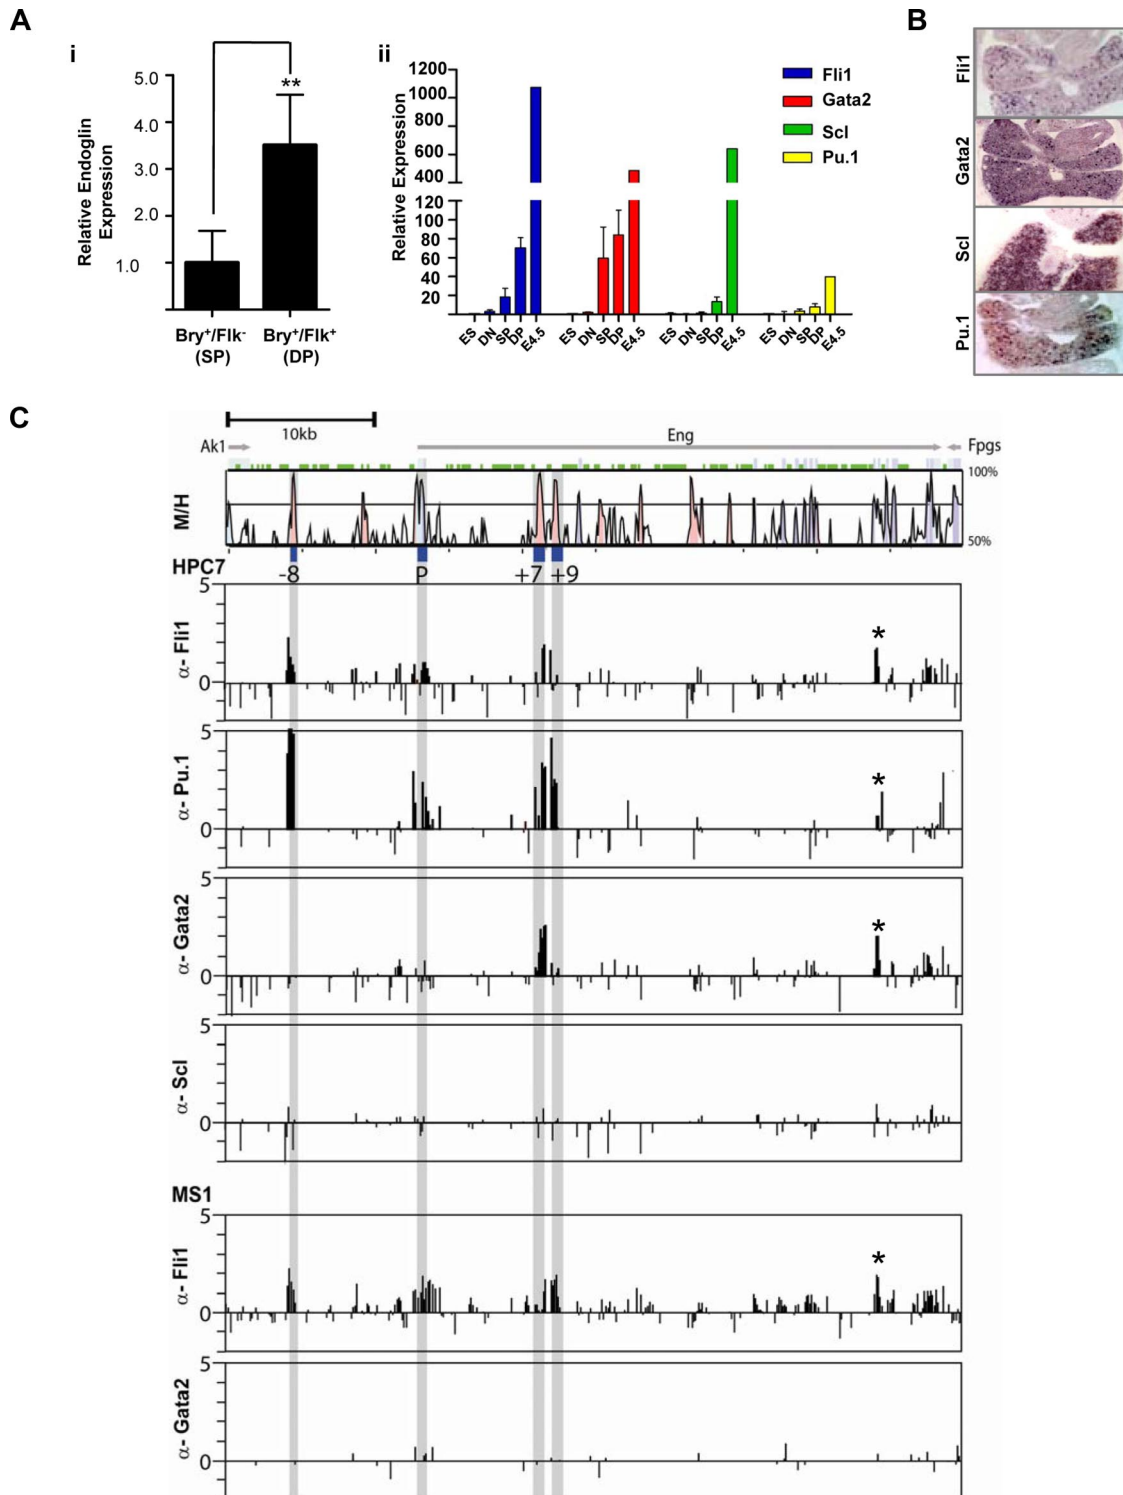 A
B
i
ii
Relative Endoglin
Expression
5.0
4.0
3.0
2.0
1.0
**
Bry+/Flk-
(SP)
Bry+/Flk+
(DP)
Relative Expression
1200
1000
800
600
400
120
100
80
60
40
20
ES DN SP DP E4.5
ES DN SP DP E4.5
ES DN SP DP E4.5
ES DN SP DP E4.5
Fli1
Gata2
Scl
Pu.1
Fli1
Gata2
Scl
Pu.1
C
10kb
Ak1
Eng
Fpgs
M/H
100%
50%
HPC7
-8 P +7 +9
α- Fli1
5
0
*
α- Pu.1
5
0
*
α- Gata2
5
0
*
α- Scl
5
0
MS1
α- Fli1
5
0
*
α- Gata2
5
0